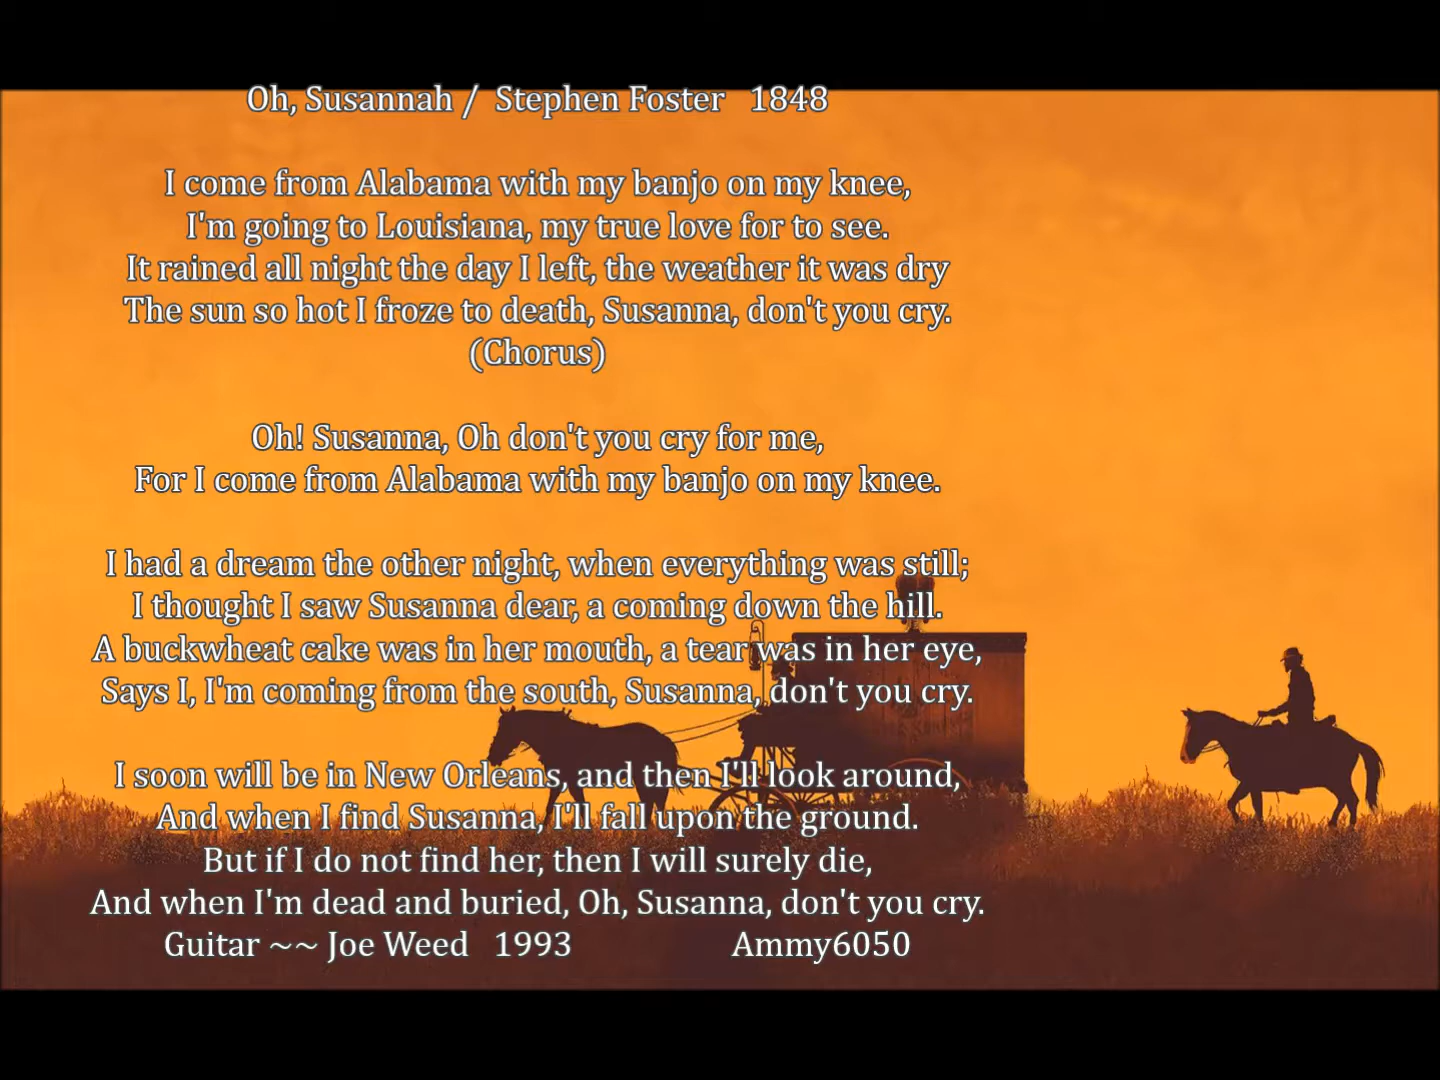 Oh, Susannah / Stephen Foster 1848
I come from Alabama with my banjo on my knee,
I'm going to Louisiana, my true love for to see.
It rained all night the day I left, the weather it was dry
The sun so hot I froze to death, Susanna, don't you cry.
(Chorus)
Oh! Susanna, Oh don't you cry for me,
For I come from Alabama with my banjo on my knee.
I had a dream the other night, when everything was still;
I thought I saw Susanna dear, a coming down the hill.
A buckwheat cake was in her mouth, a tear was in her eye,
Says I, I'm coming from the south, Susanna, don't you cry.
I soon will be in New Orleans, and then I'll look around,
And when I find Susanna, I'll fall upon the ground.
But if I do not find her, then I will surely die,
And when I'm dead and buried, Oh, Susanna, don't you cry.
Guitar ~~ Joe Weed 1993 Ammy6050